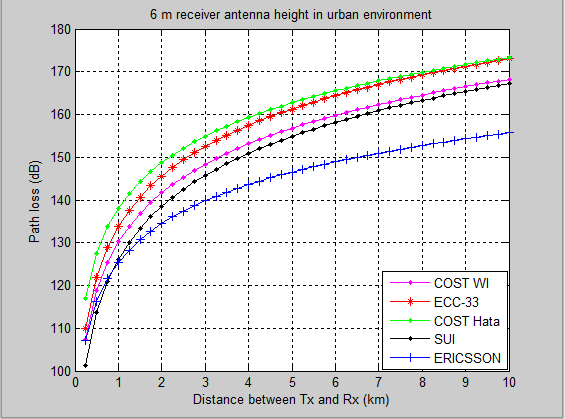 6 m receiver antenna height in urban environment
180
170
160
150
140
130
120
110
100
Path loss (dB)
0 1 2 3 4 5 6 7 8 9 10
Distance between Tx and Rx (km)
COST WI
ECC-33
COST Hata
SUI
ERICSSON